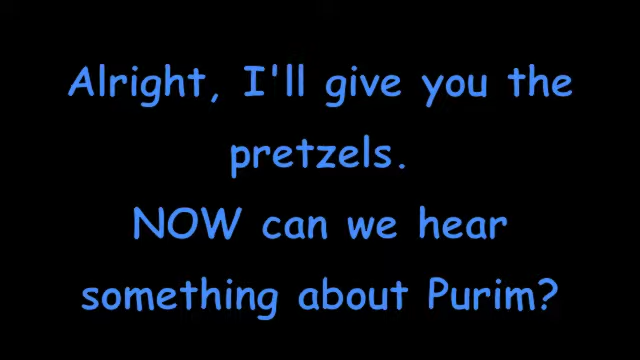 Alright, I'll give you the
pretzels.
NOW can we hear
something about Purim?